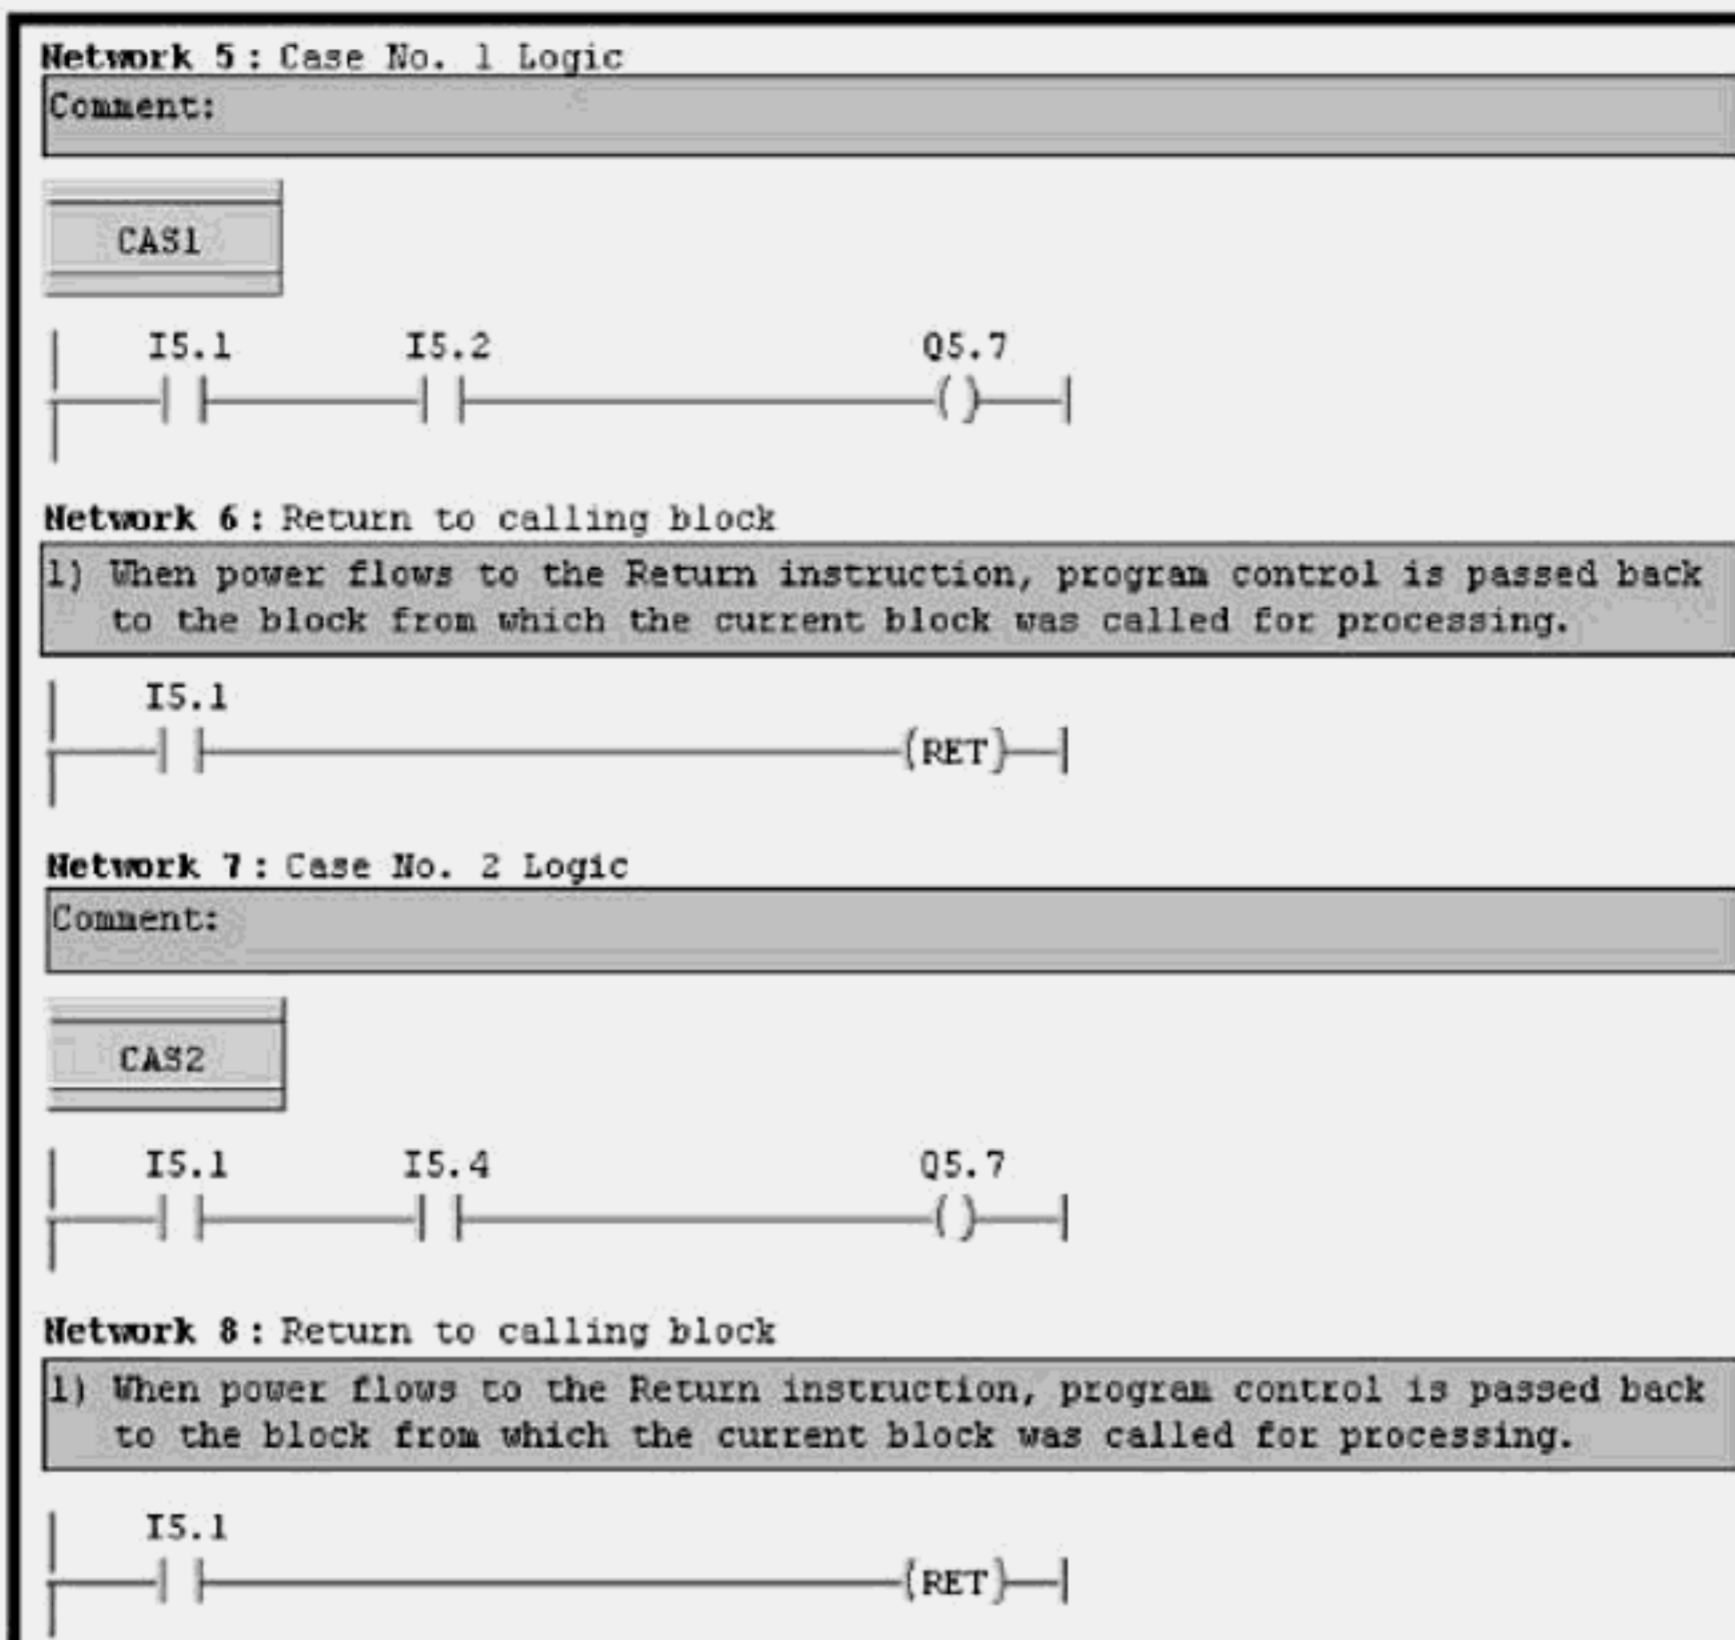 Network 5: Case No. 1 Logic
Comment:
CAS1
I5.1 I5.2 Q5.7
( )
Network 6: Return to calling block
1) When power flows to the Return instruction, program control is passed back
to the block from which the current block was called for processing.
I5.1
(RET)
Network 7: Case No. 2 Logic
Comment:
CAS2
I5.1 I5.4 Q5.7
( )
Network 8: Return to calling block
1) When power flows to the Return instruction, program control is passed back
to the block from which the current block was called for processing.
I5.1
(RET)